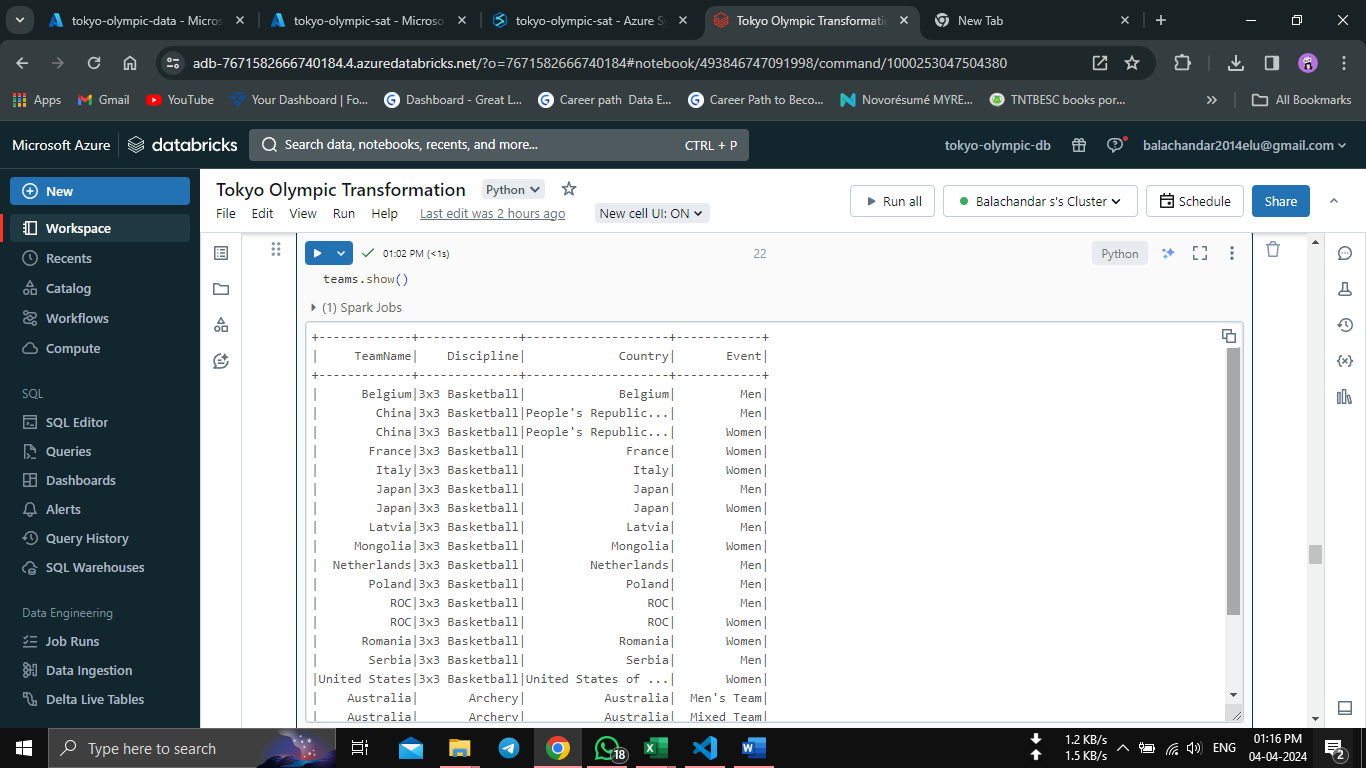 tokyo-olympic-data - Micros
tokyo-olympic-sat - Microso
tokyo-olympic-sat - Azure Sy
Tokyo Olympic Transformati
New Tab
adb-7671582666740184.4.azuredatabricks.net/?o=7671582666740184#notebook/493846747091998/command/1000253047504380
Apps
Gmail
YouTube
Your Dashboard | Fo...
Dashboard - Great L...
Career path Data E...
Career Path to Beco...
Novorésumé MYRE...
TNTBESC books por...
All Bookmarks
Microsoft Azure
databricks
Search data, notebooks, recents, and more...
CTRL + P
tokyo-olympic-db
balachandar2014elu@gmail.com
New
Workspace
Recents
Catalog
Workflows
Compute
SQL
SQL Editor
Queries
Dashboards
Alerts
Query History
SQL Warehouses
Data Engineering
Job Runs
Data Ingestion
Delta Live Tables
Tokyo Olympic Transformation
Python
File Edit View Run Help
Last edit was 2 hours ago
New cell UI: ON
Run all
Balachandar s's Cluster
Schedule
Share
01:02 PM (<1s)
22
Python
teams.show()
(1) Spark Jobs
+-------------+--------------+--------------------+------------+
|     TeamName|    Discipline|             Country|       Event|
+-------------+--------------+--------------------+------------+
|      Belgium|3x3 Basketball|             Belgium|         Men|
|        China|3x3 Basketball|People's Republic...|         Men|
|        China|3x3 Basketball|People's Republic...|       Women|
|       France|3x3 Basketball|              France|       Women|
|        Italy|3x3 Basketball|               Italy|       Women|
|        Japan|3x3 Basketball|               Japan|         Men|
|        Japan|3x3 Basketball|               Japan|       Women|
|       Latvia|3x3 Basketball|              Latvia|         Men|
|     Mongolia|3x3 Basketball|            Mongolia|       Women|
|  Netherlands|3x3 Basketball|         Netherlands|         Men|
|       Poland|3x3 Basketball|              Poland|         Men|
|          ROC|3x3 Basketball|                 ROC|         Men|
|          ROC|3x3 Basketball|                 ROC|       Women|
|      Romania|3x3 Basketball|             Romania|       Women|
|       Serbia|3x3 Basketball|              Serbia|         Men|
|United States|3x3 Basketball|United States of ...|       Women|
|    Australia|       Archery|           Australia|  Men's Team|
|    Australia|       Archery|           Australia|  Mixed Team|
Type here to search
18
1.2 KB/s
1.5 KB/s
ENG
01:16 PM
04-04-2024
2